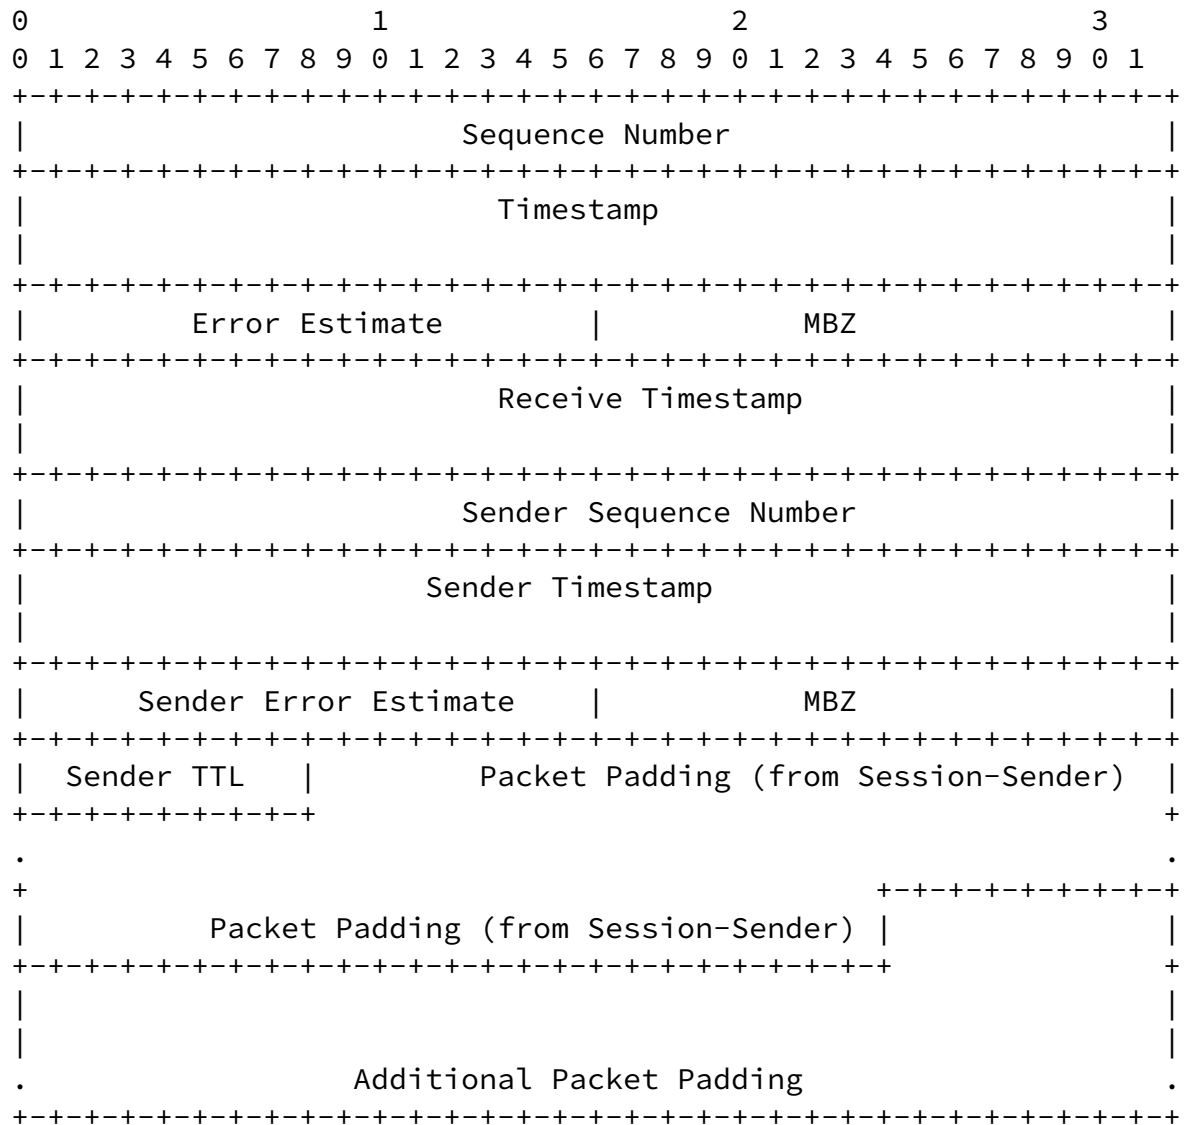 0                   1                   2                   3
0 1 2 3 4 5 6 7 8 9 0 1 2 3 4 5 6 7 8 9 0 1 2 3 4 5 6 7 8 9 0 1
+-+-+-+-+-+-+-+-+-+-+-+-+-+-+-+-+-+-+-+-+-+-+-+-+-+-+-+-+-+-+-+-+
|                        Sequence Number                        |
+-+-+-+-+-+-+-+-+-+-+-+-+-+-+-+-+-+-+-+-+-+-+-+-+-+-+-+-+-+-+-+-+
|                          Timestamp                            |
|                                                               |
+-+-+-+-+-+-+-+-+-+-+-+-+-+-+-+-+-+-+-+-+-+-+-+-+-+-+-+-+-+-+-+-+
|         Error Estimate        |           MBZ                 |
+-+-+-+-+-+-+-+-+-+-+-+-+-+-+-+-+-+-+-+-+-+-+-+-+-+-+-+-+-+-+-+-+
|                          Receive Timestamp                    |
|                                                               |
+-+-+-+-+-+-+-+-+-+-+-+-+-+-+-+-+-+-+-+-+-+-+-+-+-+-+-+-+-+-+-+-+
|                        Sender Sequence Number                 |
+-+-+-+-+-+-+-+-+-+-+-+-+-+-+-+-+-+-+-+-+-+-+-+-+-+-+-+-+-+-+-+-+
|                      Sender Timestamp                         |
|                                                               |
+-+-+-+-+-+-+-+-+-+-+-+-+-+-+-+-+-+-+-+-+-+-+-+-+-+-+-+-+-+-+-+-+
|      Sender Error Estimate    |           MBZ                 |
+-+-+-+-+-+-+-+-+-+-+-+-+-+-+-+-+-+-+-+-+-+-+-+-+-+-+-+-+-+-+-+-+
|  Sender TTL   |         Packet Padding (from Session-Sender)  |
+-+-+-+-+-+-+-+-+                                               +
.                                                               .
+                                               +-+-+-+-+-+-+-+-+
|          Packet Padding (from Session-Sender) |               |
+-+-+-+-+-+-+-+-+-+-+-+-+-+-+-+-+-+-+-+-+-+-+-+-+               +
|                                                               |
|                                                               |
.                  Additional Packet Padding                    .
+-+-+-+-+-+-+-+-+-+-+-+-+-+-+-+-+-+-+-+-+-+-+-+-+-+-+-+-+-+-+-+-+